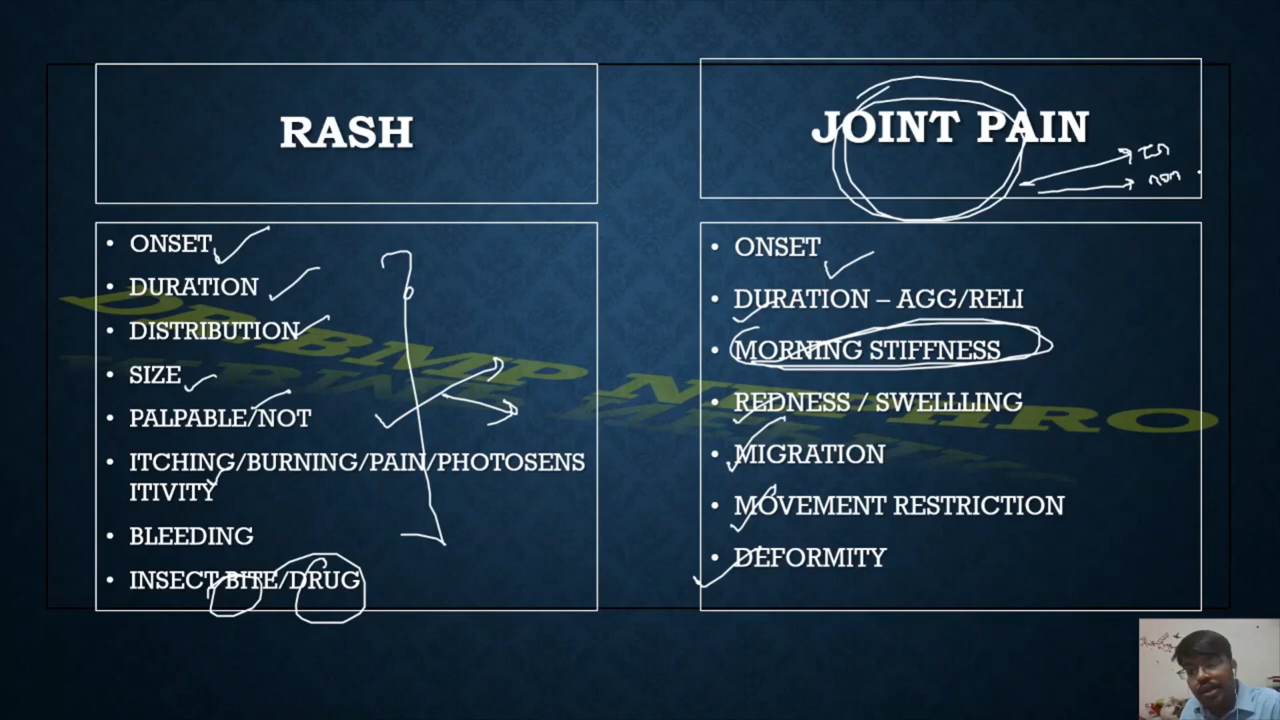 RASH
• ONSET
• DURATION
• DISTRIBUTION
• SIZE
• PALPABLE/NOT
• ITCHING/BURNING/PAIN/PHOTOSENS
ITIVITY
• BLEEDING
• INSECT BITE/DRUG
JOINT PAIN
non
• ONSET
• DURATION – AGG/RELI
• MORNING STIFFNESS
• REDNESS / SWELLLING
• MIGRATION
• MOVEMENT RESTRICTION
• DEFORMITY